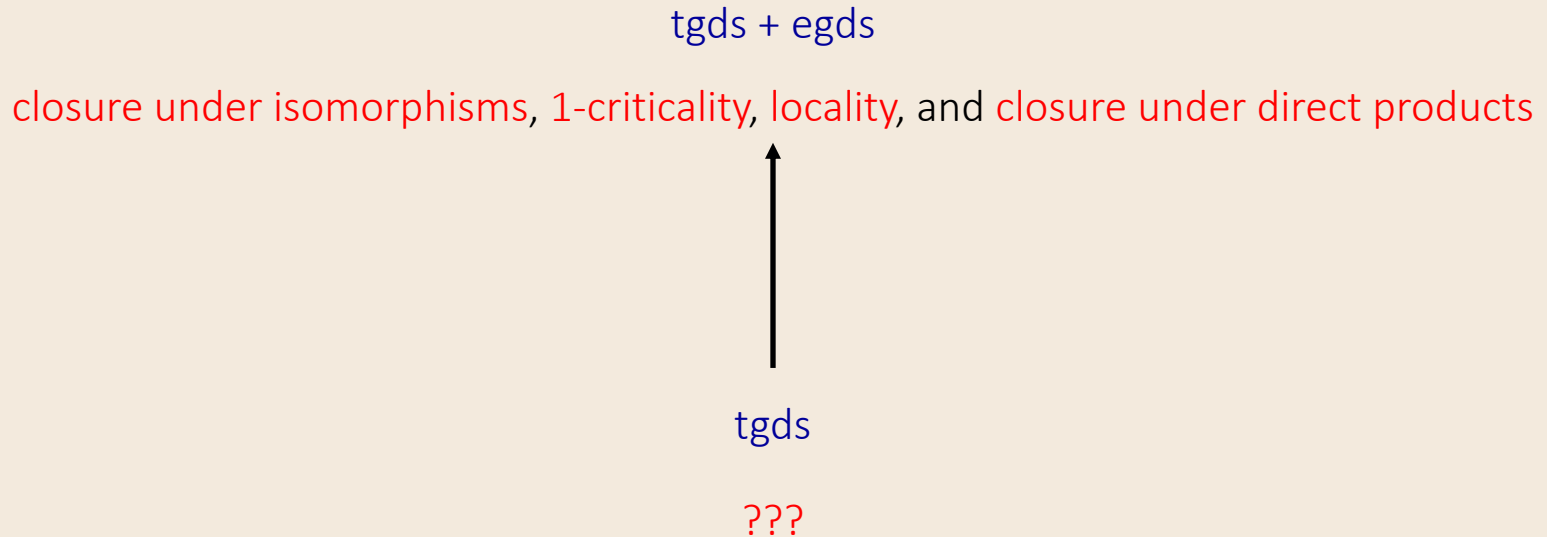 tgds + egds
closure under isomorphisms, 1-criticality, locality, and closure under direct products
tgds
???